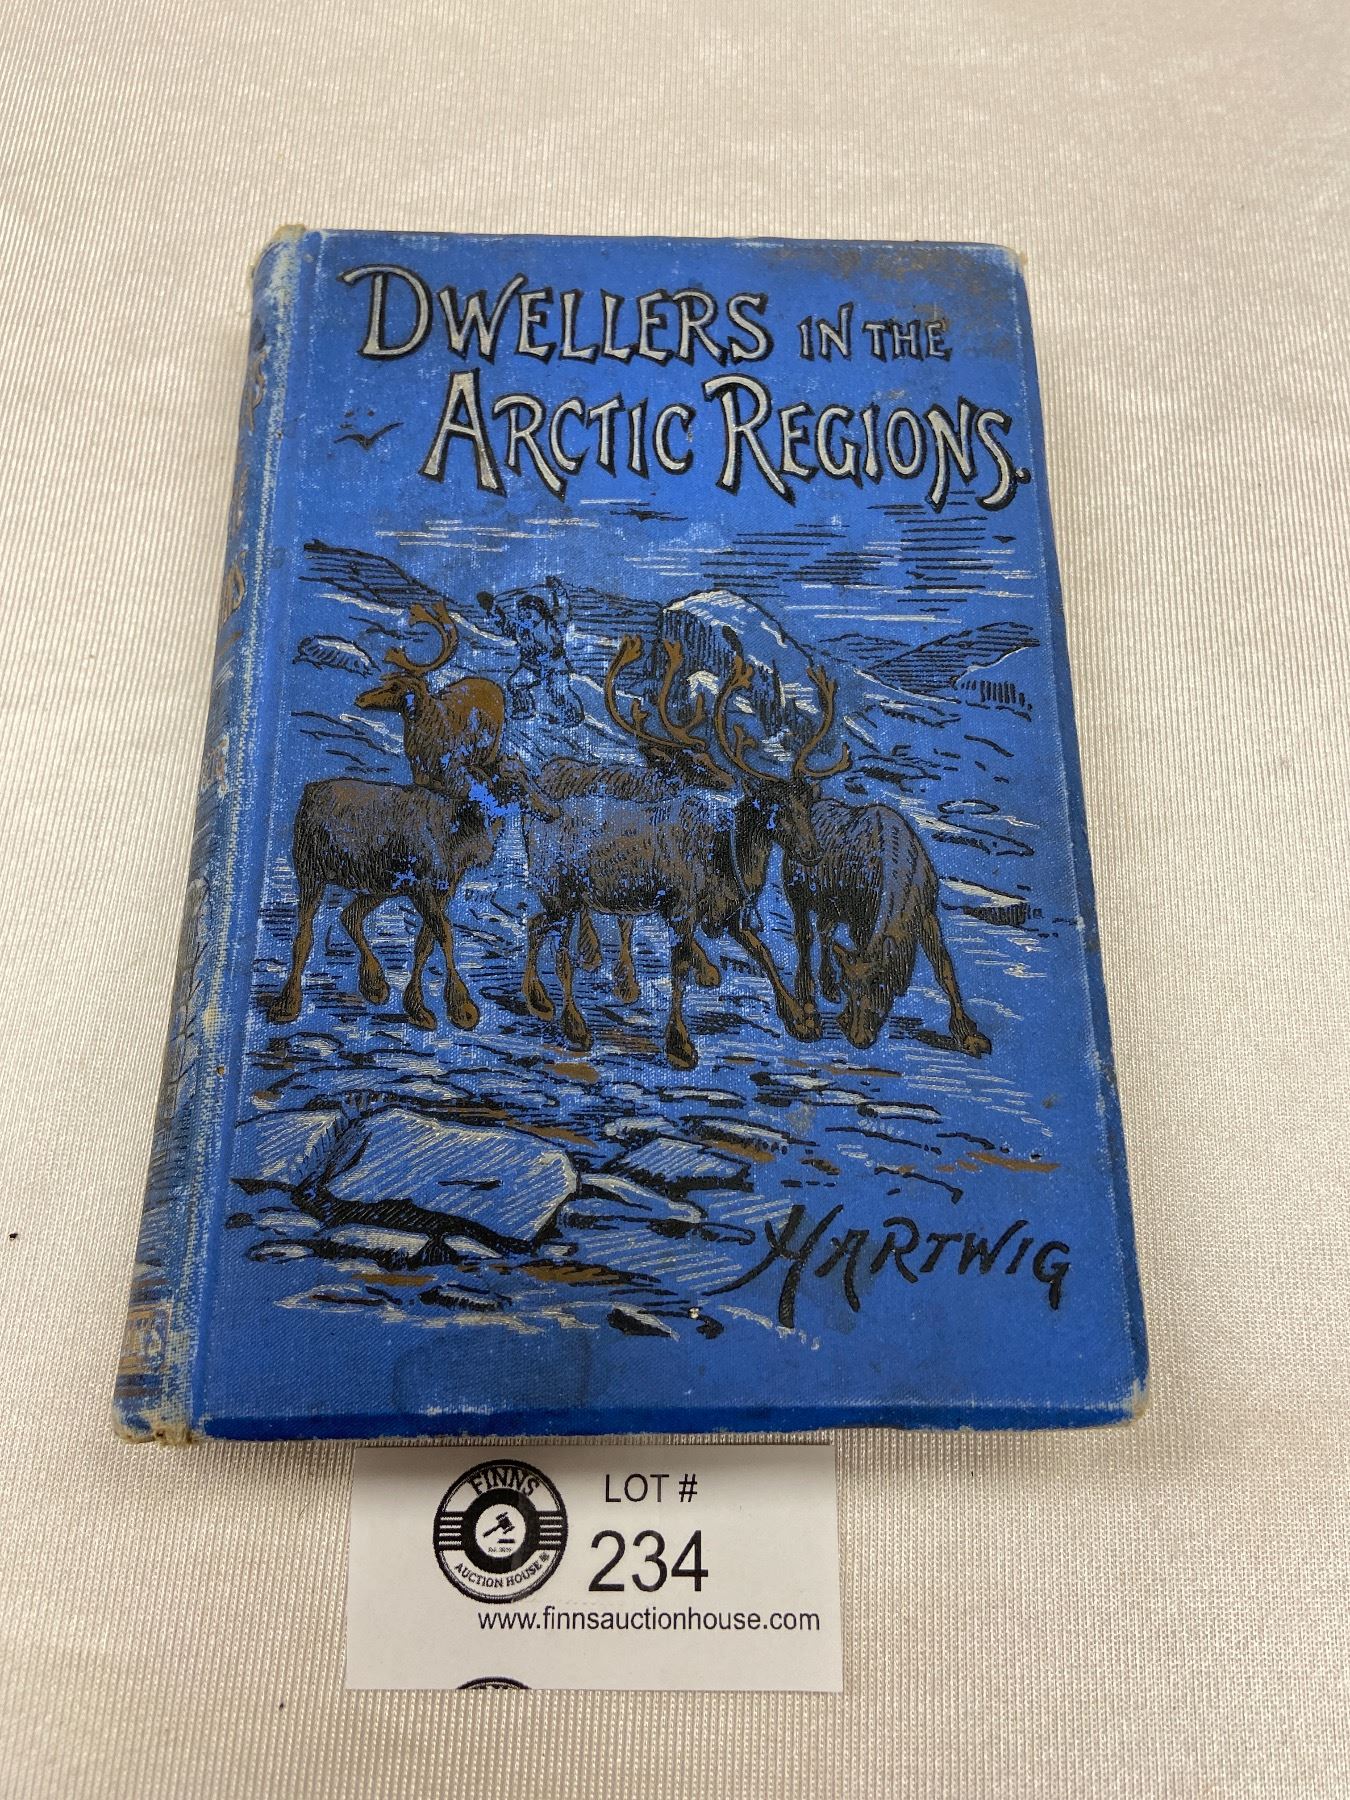 DWELLERS IN THE
ARCTIC REGIONS.
HARTWIG
FINNS
AUCTION HOUSE
LOT #
234
www.finnsauctionhouse.com